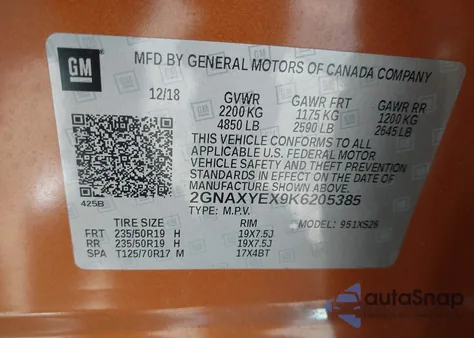 GM
MFD BY GENERAL MOTORS OF CANADA COMPANY
12/18 GVWR GAWR FRT GAWR RR
2200 KG 1175 KG 1200 KG
4850 LB 2590 LB 2645 LB
THIS VEHICLE CONFORMS TO ALL
APPLICABLE U.S. FEDERAL MOTOR
VEHICLE SAFETY AND THEFT PREVENTION
STANDARDS IN EFFECT ON THE DATE OF
MANUFACTURE SHOWN ABOVE.
2GNAXYEX9K6205385
425B TYPE: M.P.V.
TIRE SIZE RIM 951XS26
FRT 235/50R19 H 19X7.5J
RR 235/50R19 H 19X7.5J
SPA T125/70R17 M 17X4BT
autoSnap